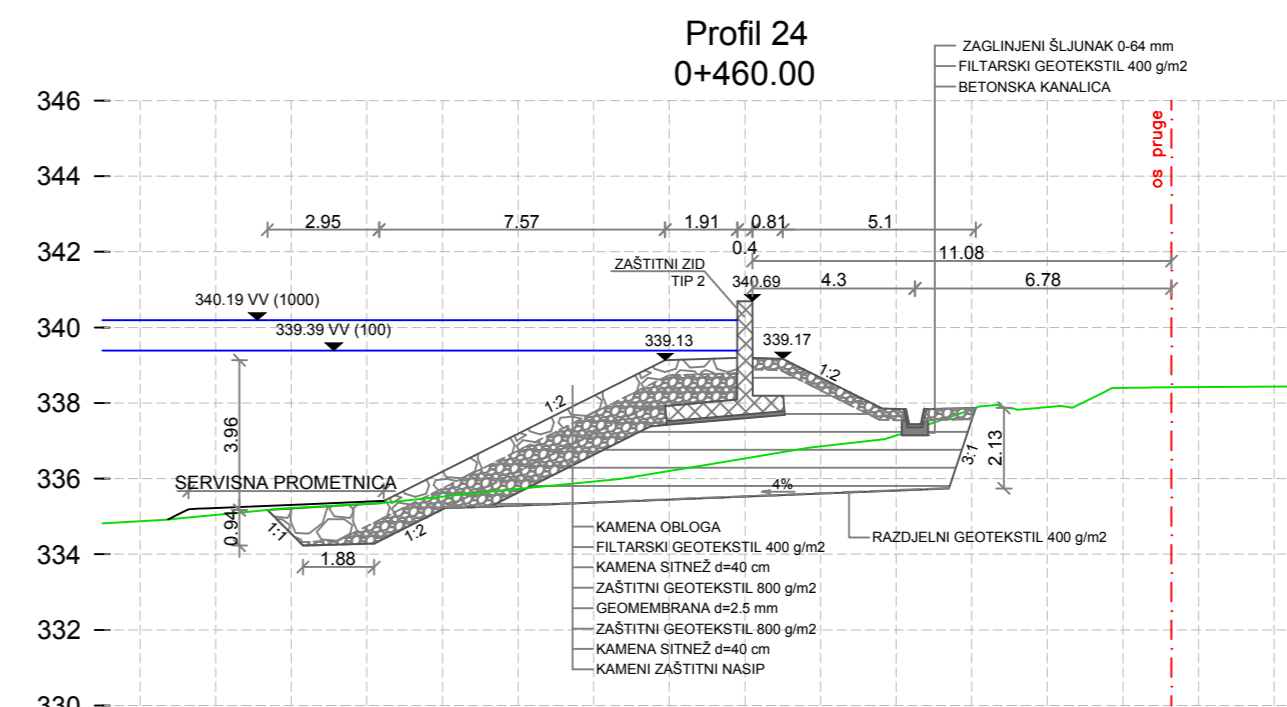 Profil 24
0+460.00
ZAGLINJENI ŠLJUNAK 0-64 mm
FILTARSKI GEOTEKSTIL 400 g/m2
BETONSKA KANALICA
346
344
342
340
338
336
334
332
330
os pruge
2.95
7.57
1.91
0.81
5.1
0.4
11.08
ZAŠTITNI ZID
TIP 2
340.69
4.3
6.78
340.19 VV (1000)
339.39 VV (100)
339.13
339.17
1:2
1:2
3.96
SERVISNA PROMETNICA
0.94
1:1
1.88
1:2
4%
3:1
2.13
RAZDJELNI GEOTEKSTIL 400 g/m2
KAMENA OBLOGA
FILTARSKI GEOTEKSTIL 400 g/m2
KAMENA SITNEŽ d=40 cm
ZAŠTITNI GEOTEKSTIL 800 g/m2
GEOMEMBRANA d=2.5 mm
ZAŠTITNI GEOTEKSTIL 800 g/m2
KAMENA SITNEŽ d=40 cm
KAMENI ZAŠTITNI NASIP